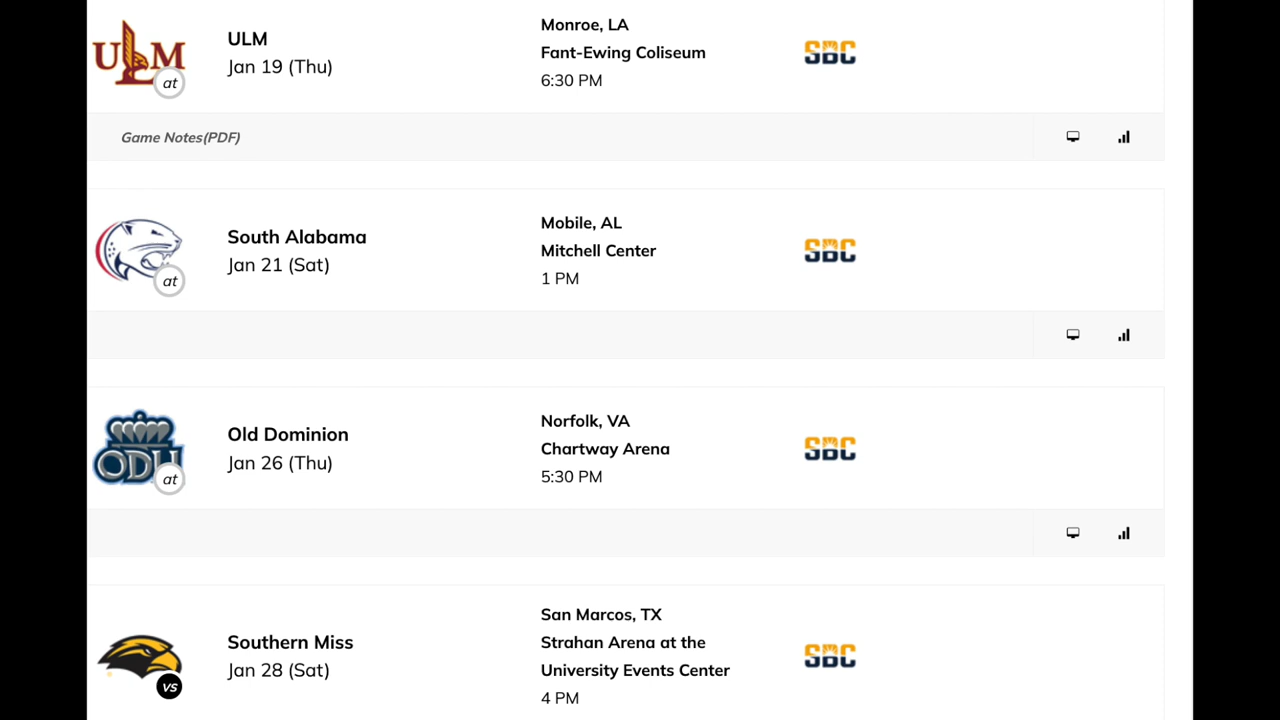 ULM
at
ULM
Jan 19 (Thu)
Monroe, LA
Fant-Ewing Coliseum
6:30 PM
SBC
Game Notes(PDF)
at
South Alabama
Jan 21 (Sat)
Mobile, AL
Mitchell Center
1 PM
SBC
ODU
at
Old Dominion
Jan 26 (Thu)
Norfolk, VA
Chartway Arena
5:30 PM
SBC
vs
Southern Miss
Jan 28 (Sat)
San Marcos, TX
Strahan Arena at the
University Events Center
4 PM
SBC